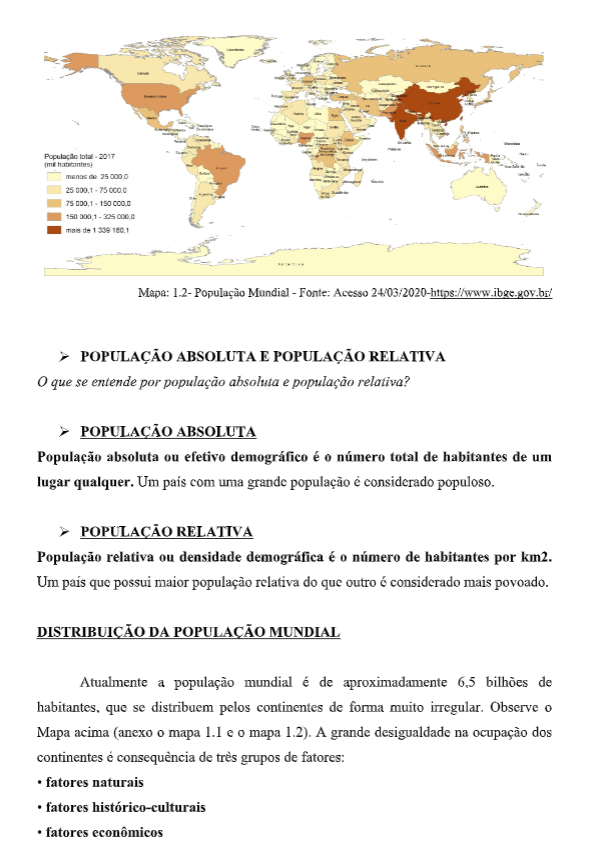 População total - 2017
(mil habitantes)
menos de 25 000,0
25 000,1 - 75 000,0
75 000,1 - 150 000,0
150 000,1 - 325 000,0
mais de 1 339 180,1
Mapa: 1.2- População Mundial - Fonte: Acesso 24/03/2020-https://www.ibge.gov.br/
➢ POPULAÇÃO ABSOLUTA E POPULAÇÃO RELATIVA
O que se entende por população absoluta e população relativa?
➢ POPULAÇÃO ABSOLUTA
População absoluta ou efetivo demográfico é o número total de habitantes de um
lugar qualquer. Um país com uma grande população é considerado populoso.
➢ POPULAÇÃO RELATIVA
População relativa ou densidade demográfica é o número de habitantes por km2.
Um país que possui maior população relativa do que outro é considerado mais povoado.
DISTRIBUIÇÃO DA POPULAÇÃO MUNDIAL
Atualmente a população mundial é de aproximadamente 6,5 bilhões de
habitantes, que se distribuem pelos continentes de forma muito irregular. Observe o
Mapa acima (anexo o mapa 1.1 e o mapa 1.2). A grande desigualdade na ocupação dos
continentes é consequência de três grupos de fatores:
• fatores naturais
• fatores histórico-culturais
• fatores econômicos